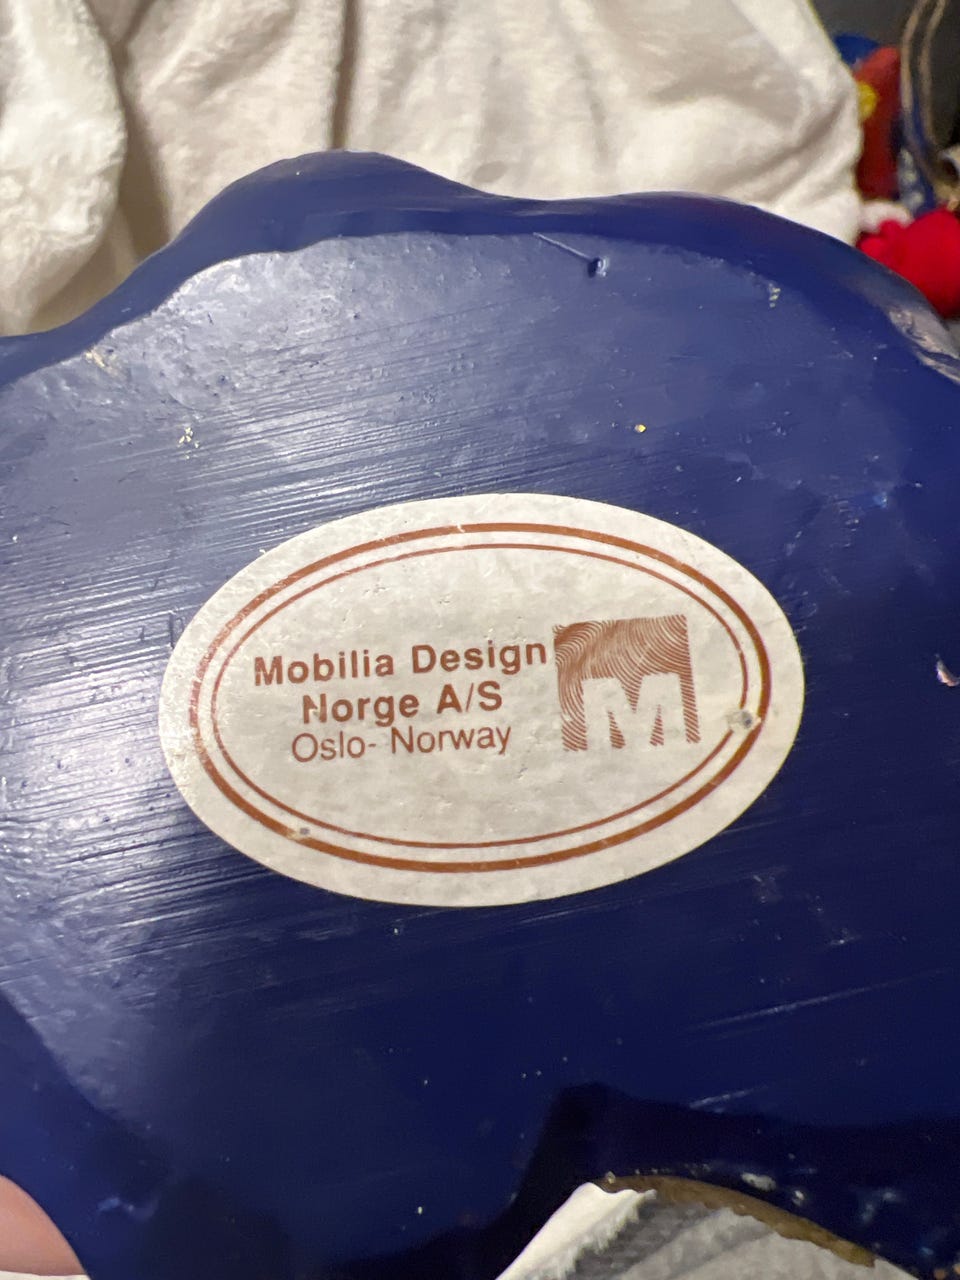 Mobilia Design
Norge A/S
Oslo- Norway
M